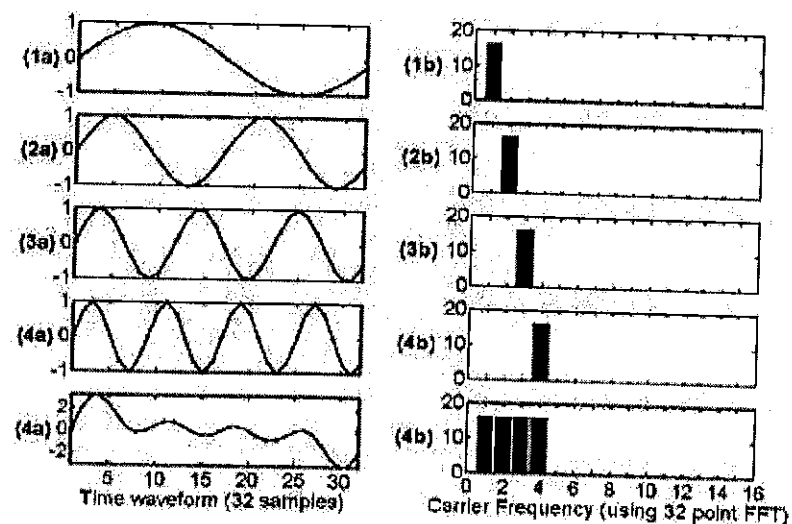 1
(1a) 0
-1
1
(2a) 0
-1
1
(3a) 0
-1
1
(4a) 0
-1
2
(4a) 0
-2
5 10 15 20 25 30
Time waveform (32 samples)
20
(1b) 10
0
20
(2b) 10
0
20
(3b) 10
0
20
(4b) 10
0
20
(4b) 10
0
0 2 4 6 8 10 12 14 16
Carrier Frequency (using 32 point FFT)